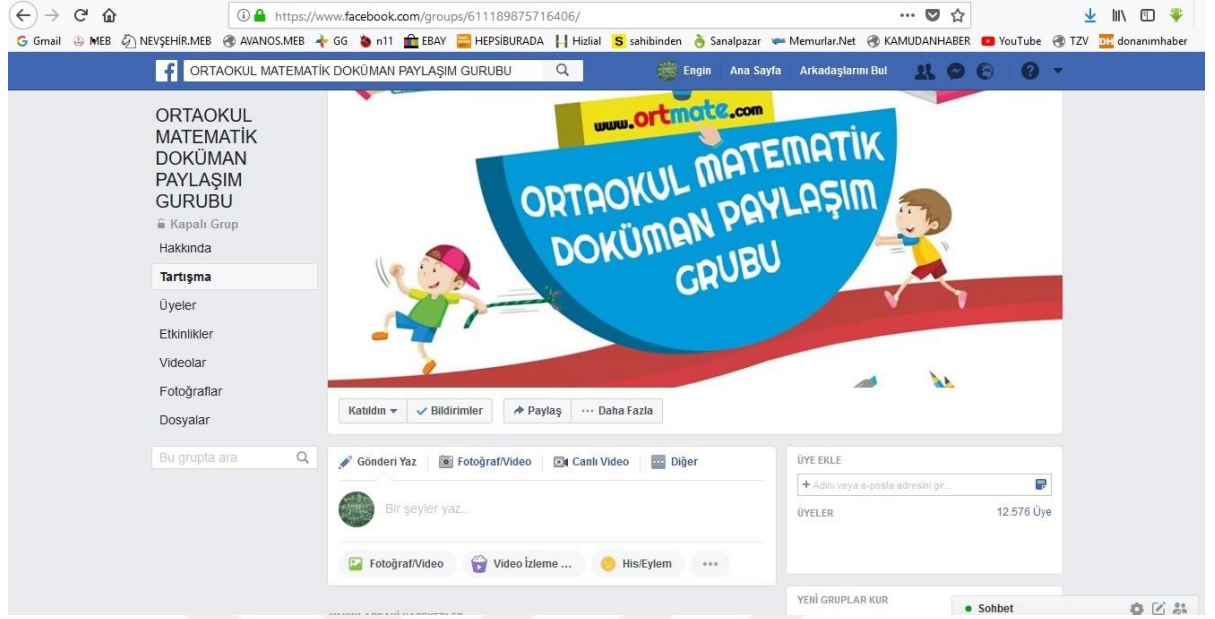 https://www.facebook.com/groups/611189875716406/
Gmail MEB NEVŞEHİR.MEB AVANOS.MEB GG n11 EBAY HEPSİBURADA Hizlial sahibinden Sanalpazar Memurlar.Net KAMUDANHABER YouTube TZV donanımhaber
ORTAOKUL MATEMATİK DOKÜMAN PAYLAŞIM GURUBU
Engin Ana Sayfa Arkadaşlarını Bul
ORTAOKUL
MATEMATİK
DOKÜMAN
PAYLAŞIM
GURUBU
Kapalı Grup
Hakkında
Tartışma
Üyeler
Etkinlikler
Videolar
Fotoğraflar
Dosyalar
Bu grupta ara
www.ortmate.com
ORTAOKUL MATEMATİK
DOKÜMAN PAYLAŞIM
GRUBU
Katıldın Bildirimler Paylaş Daha Fazla
Gönderi Yaz Fotoğraf/Video Canlı Video Diğer
Bir şeyler yaz...
Fotoğraf/Video Video İzleme ... His/Eylem
ÜYE EKLE
+ Adını veya e-posta adresini gir...
ÜYELER 12.576 Üye
YENİ GRUPLAR KUR
Sohbet